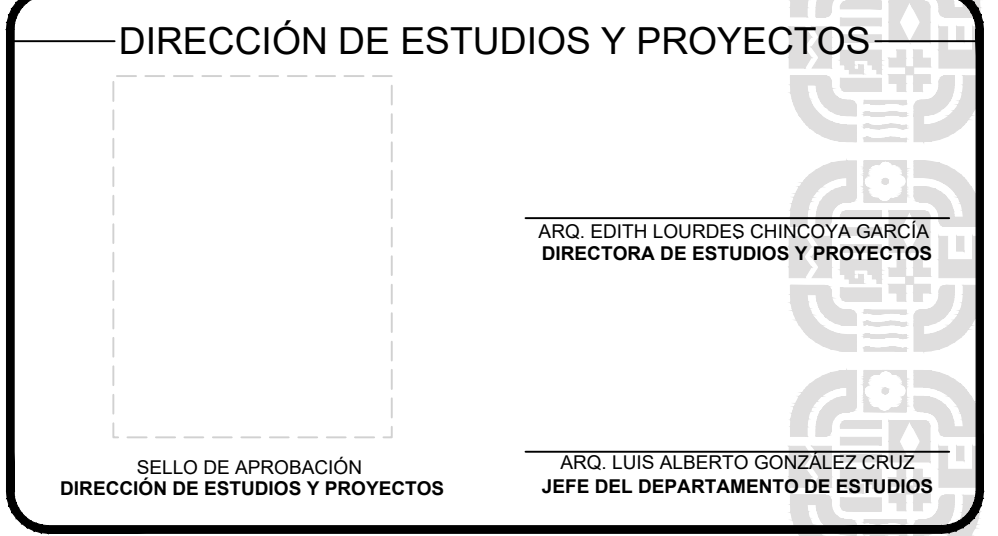 DIRECCIÓN DE ESTUDIOS Y PROYECTOS
ARQ. EDITH LOURDES CHINCOYA GARCÍA
DIRECTORA DE ESTUDIOS Y PROYECTOS
SELLO DE APROBACIÓN
DIRECCIÓN DE ESTUDIOS Y PROYECTOS
ARQ. LUIS ALBERTO GONZÁLEZ CRUZ
JEFE DEL DEPARTAMENTO DE ESTUDIOS